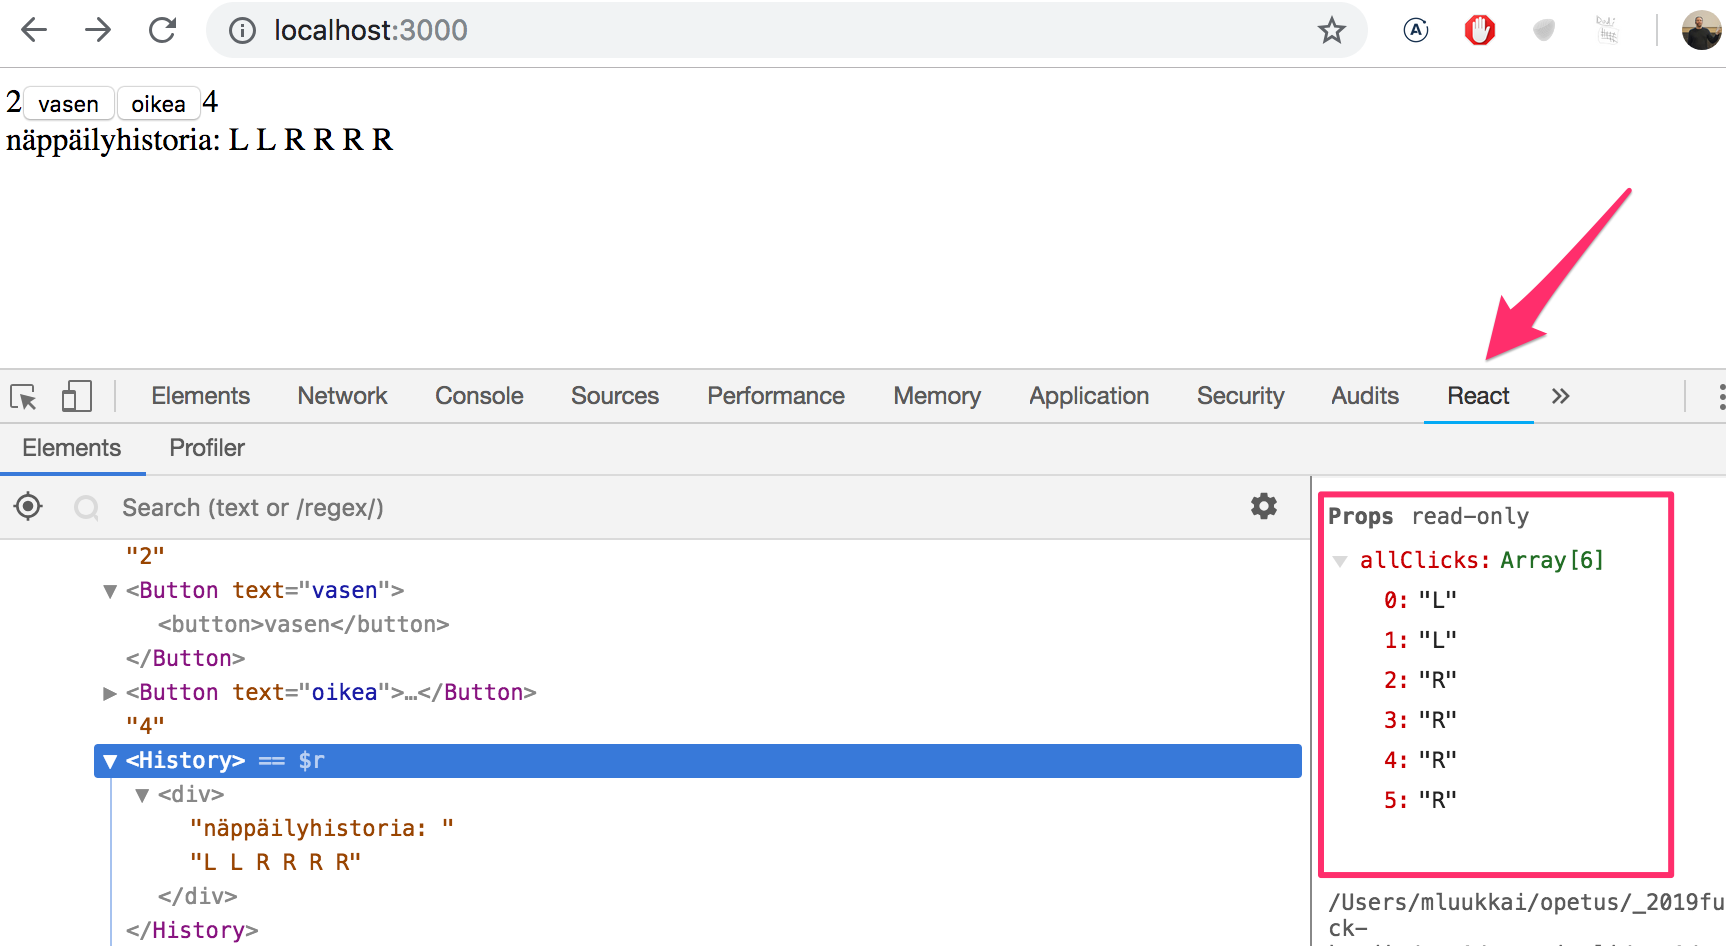 localhost:3000
2 vasen oikea 4
näppäilyhistoria: L L R R R R
Elements Network Console Sources Performance Memory Application Security Audits React »
Elements Profiler
Search (text or /regex/)
"2"
▼ <Button text="vasen">
<button>vasen</button>
</Button>
▶ <Button text="oikea">…</Button>
"4"
▼ <History> == $r
▼ <div>
"näppäilyhistoria: "
"L L R R R R"
</div>
</History>
Props read-only
▼ allClicks: Array[6]
0: "L"
1: "L"
2: "R"
3: "R"
4: "R"
5: "R"
/Users/mluukkai/opetus/_2019fu
ck-